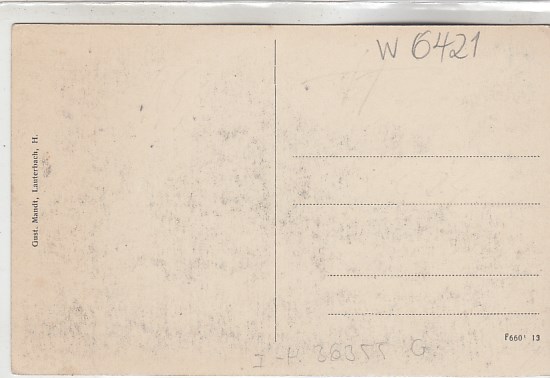 W 6421
Gust. Mandt, Lauterbach, H.
F660' 13
I-H 36355 G